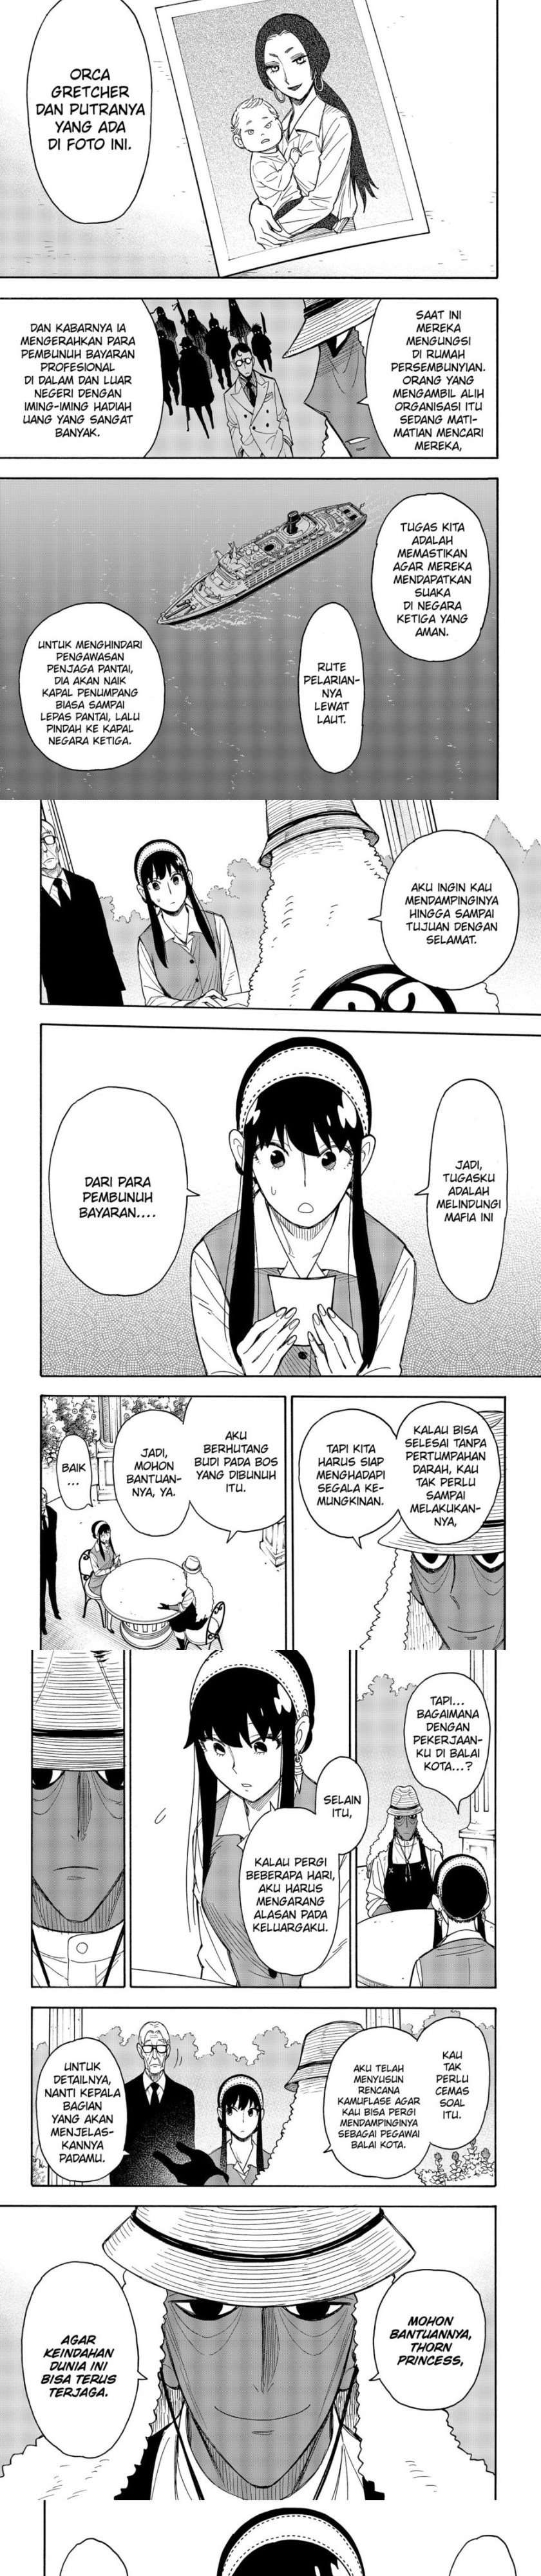 ORCA
GRETCHER
DAN PUTRANYA
YANG ADA
DI FOTO INI.
SAAT INI
MEREKA
MENGUNGSI
DI RUMAH
PERSEMBUNYIAN.
ORANG YANG
MENGAMBIL ALIH
ORGANISASI ITU
SEDANG MATI-
MATIAN MENCARI
MEREKA,
DAN KABARNYA IA
MENGERAHKAN PARA
PEMBUNUH BAYARAN
PROFESIONAL
DI DALAM DAN LUAR
NEGERI DENGAN
IMING-IMING HADIAH
UANG YANG SANGAT
BANYAK.
TUGAS KITA
ADALAH
MEMASTIKAN
AGAR MEREKA
MENDAPATKAN
SUAKA
DI NEGARA
KETIGA YANG
AMAN.
RUTE
PELARIAN-
NYA
LEWAT
LAUT.
UNTUK MENGHINDARI
PENGAWASAN
PENJAGA PANTAI,
DIA AKAN NAIK
KAPAL PENUMPANG
BIASA SAMPAI
LEPAS PANTAI, LALU
PINDAH KE KAPAL
NEGARA KETIGA.
AKU INGIN KAU
MENDAMPINGINYA
HINGGA SAMPAI
TUJUAN DENGAN
SELAMAT.
JADI,
TUGASKU
ADALAH
MELINDUNGI
MAFIA INI
DARI PARA
PEMBUNUH
BAYARAN....
KALAU BISA
SELESAI TANPA
PERTUMPAHAN
DARAH, KAU
TAK PERLU
SAMPAI
MELAKUKAN-
NYA,
TAPI KITA
HARUS SIAP
MENGHADAPI
SEGALA KE-
MUNGKINAN.
AKU
BERHUTANG
BUDI PADA BOS
YANG DIBUNUH
ITU.
JADI,
MOHON
BANTUAN-
NYA, YA.
BAIK
...
TAPI...
BAGAIMANA
DENGAN
PEKERJAAN-
KU DI BALAI
KOTA...?
SELAIN
ITU,
KALAU PERGI
BEBERAPA HARI,
AKU HARUS
MENGARANG
ALASAN PADA
KELUARGAKU.
KAU
TAK
PERLU
CEMAS
SOAL
ITU.
AKU TELAH
MENYUSUN
RENCANA
KAMUFLASE AGAR
KAU BISA PERGI
MENDAMPINGINYA
SEBAGAI PEGAWAI
BALAI KOTA.
UNTUK
DETAILNYA,
NANTI KEPALA
BAGIAN
YANG AKAN
MENJELAS-
KANNYA
PADAMU.
MOHON
BANTUANNYA,
THORN
PRINCESS,
AGAR
KEINDAHAN
DUNIA INI
BISA TERUS
TERJAGA.